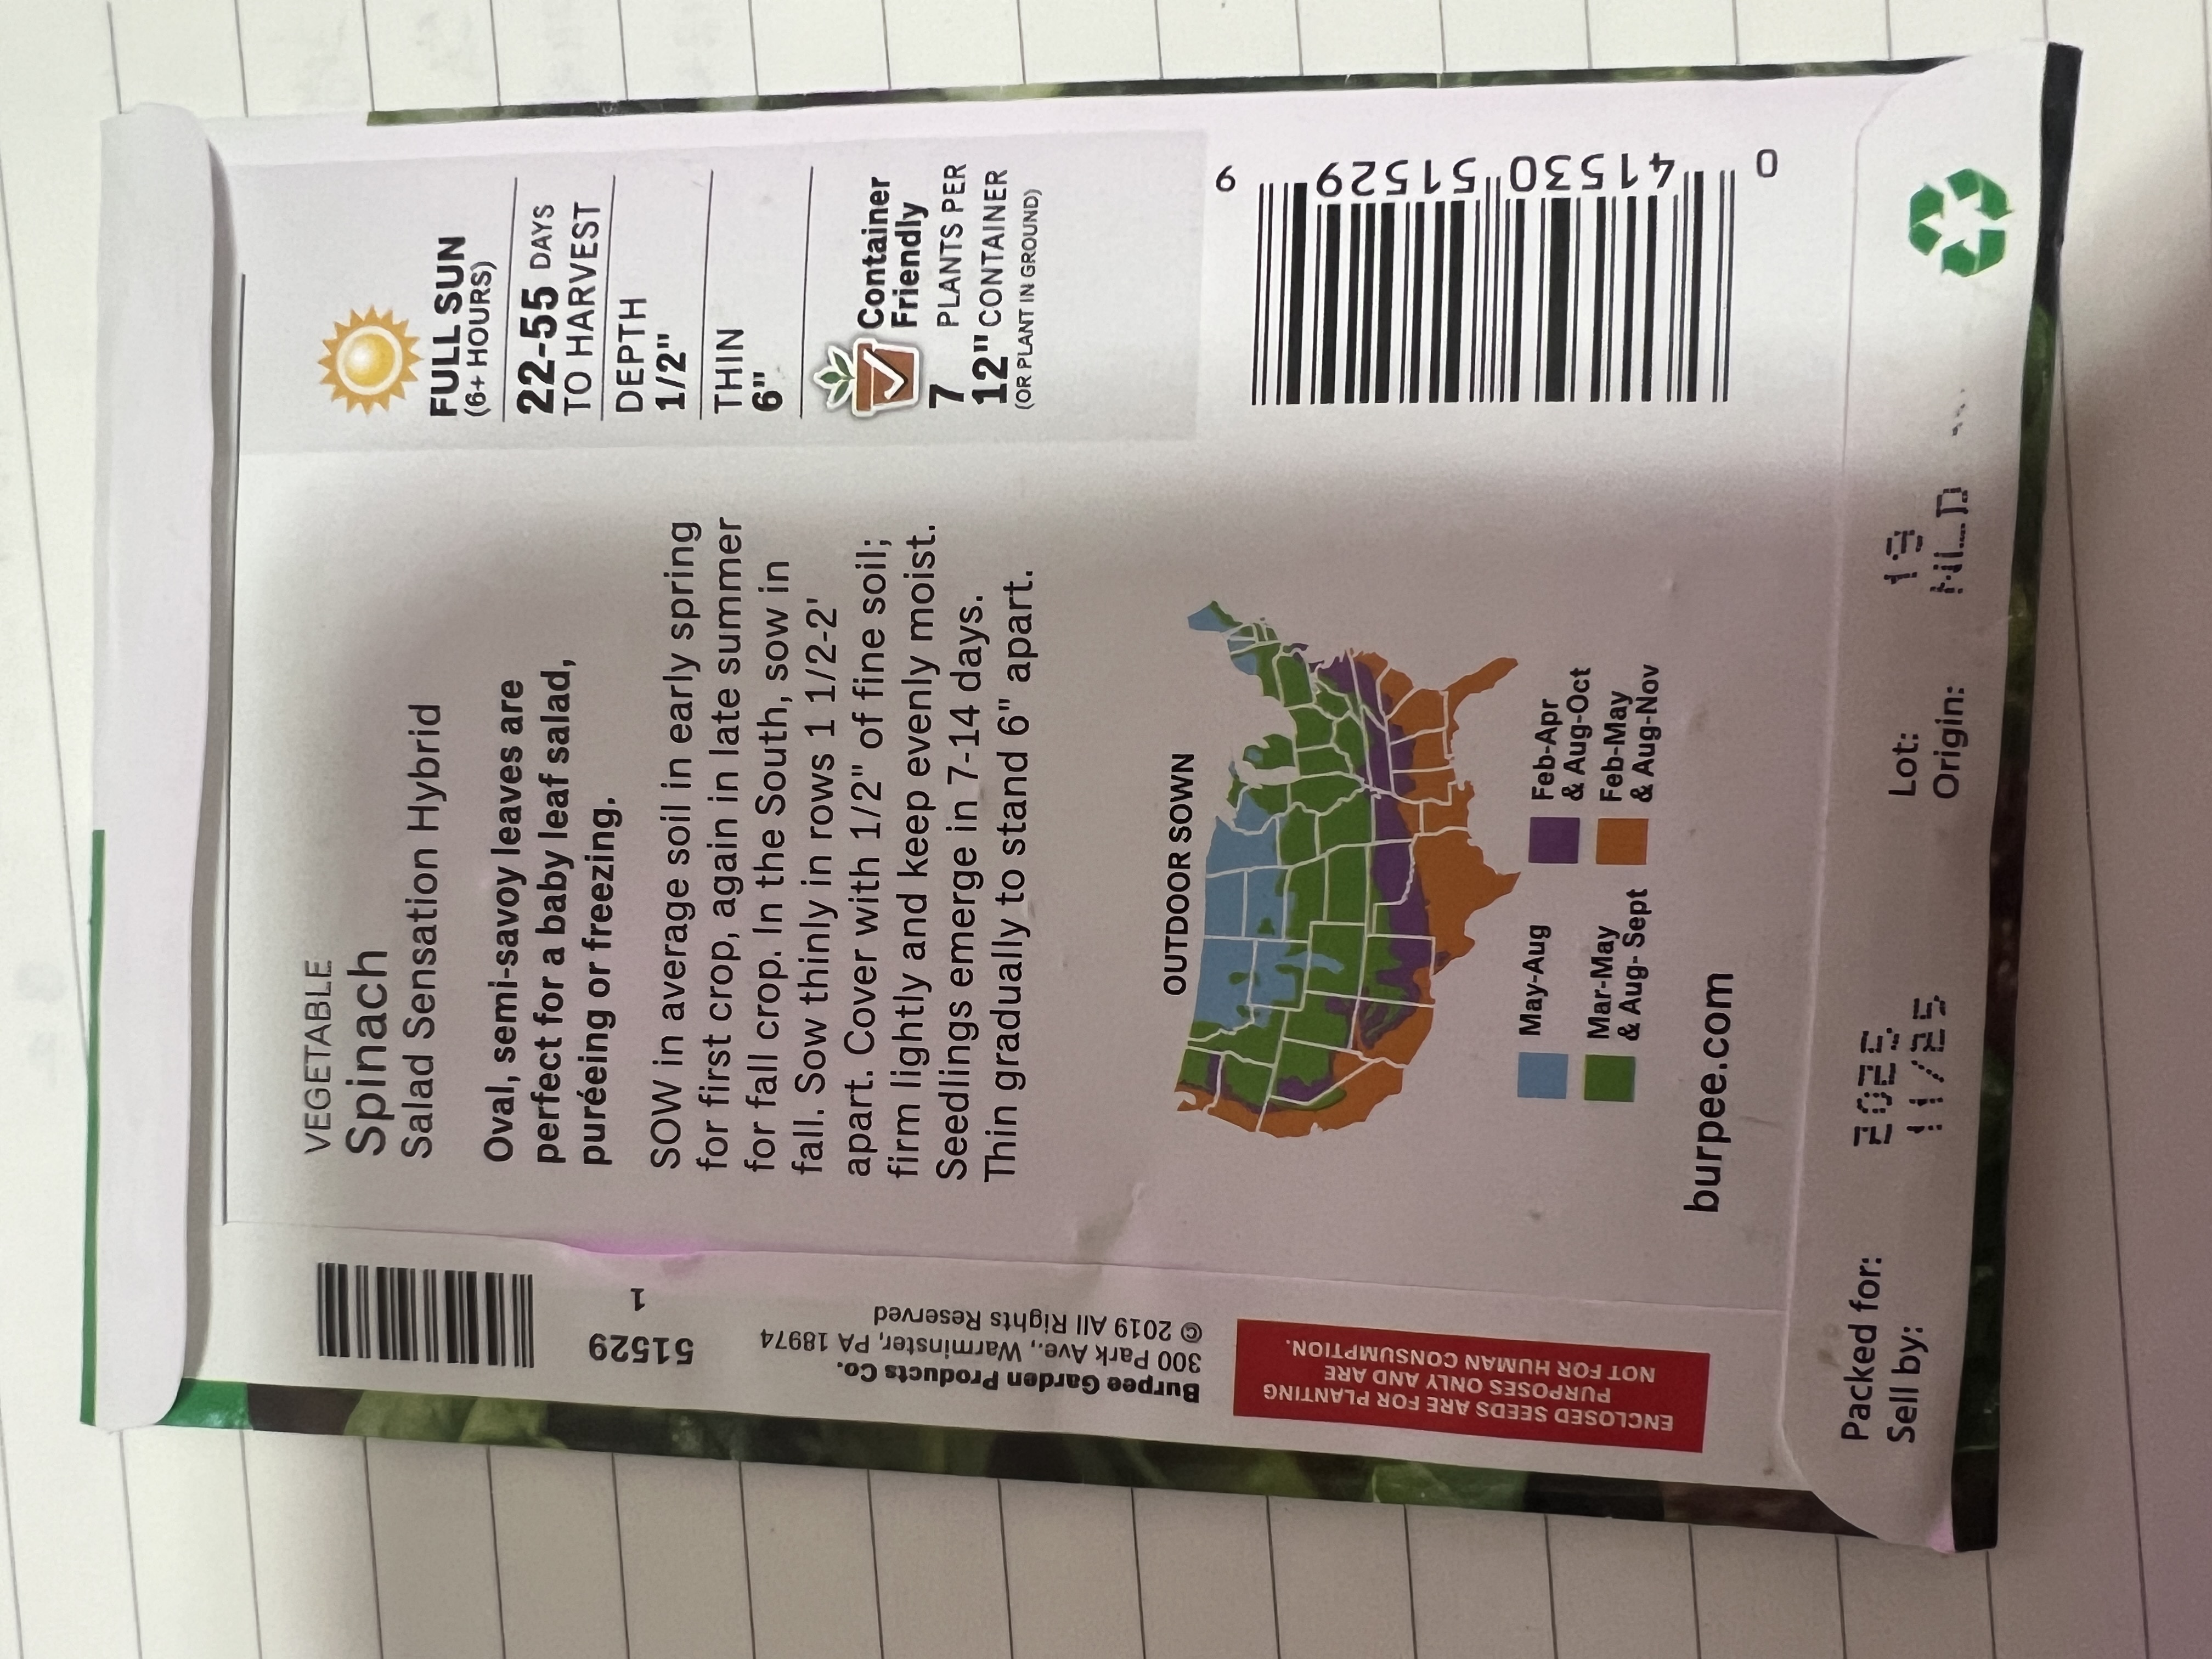 VEGETABLE
Spinach
Salad Sensation Hybrid
Oval, semi-savoy leaves are
perfect for a baby leaf salad,
puréeing or freezing.
SOW in average soil in early spring
for first crop, again in late summer
for fall crop. In the South, sow in
fall. Sow thinly in rows 1 1/2-2'
apart. Cover with 1/2" of fine soil;
firm lightly and keep evenly moist.
Seedlings emerge in 7-14 days.
Thin gradually to stand 6" apart.
FULL SUN
(6+ HOURS)
22-55 DAYS
TO HARVEST
DEPTH
1/2"
THIN
6"
Container
Friendly
7 PLANTS PER
12" CONTAINER
(OR PLANT IN GROUND)
OUTDOOR SOWN
May-Aug
Mar-May
& Aug- Sept
Feb-Apr
& Aug-Oct
Feb-May
& Aug-Nov
burpee.com
51529
1
Burpee Garden Products Co.
300 Park Ave., Warminster, PA 18974
© 2019 All Rights Reserved
ENCLOSED SEEDS ARE FOR PLANTING
PURPOSES ONLY AND ARE
NOT FOR HUMAN CONSUMPTION.
0 41530 51529 9
Packed for: 2025
Sell by: 11/25
Lot: 19
Origin: NLD